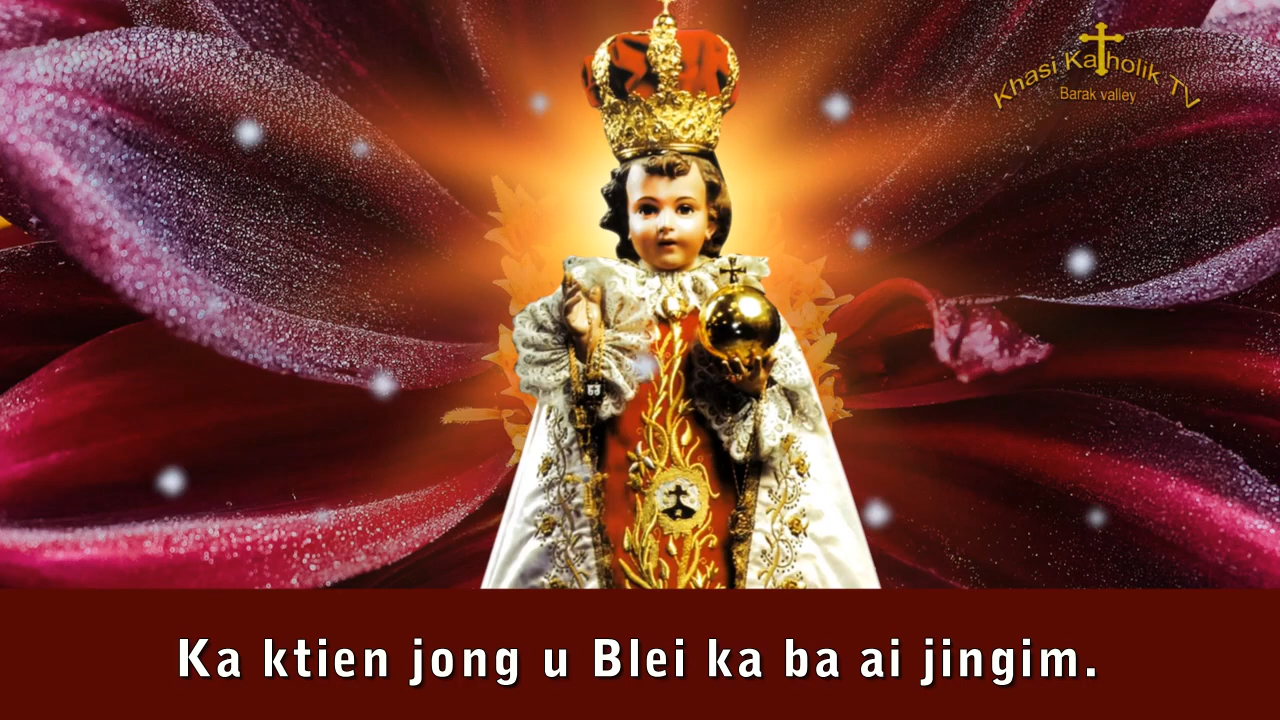 Khasi Katholik TV
Barak valley
Ka ktien jong u Blei ka ba ai jingim.